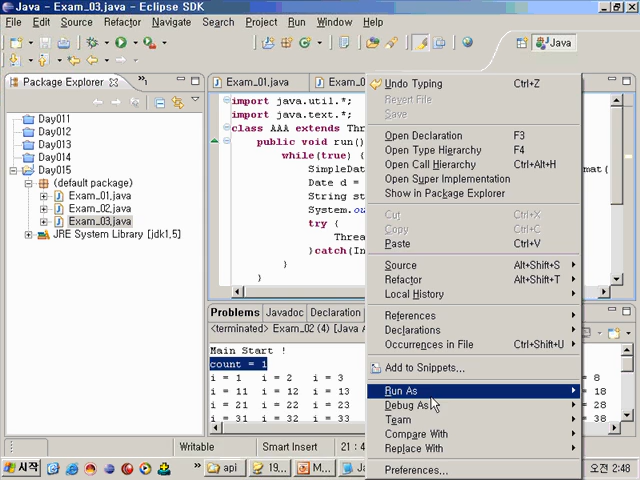 Java - Exam_03.java - Eclipse SDK
File Edit Source Refactor Navigate Search Project Run Window Help
Java
Package Explorer
Day011
Day012
Day013
Day014
Day015
(default package)
Exam_01.java
Exam_02.java
Exam_03.java
JRE System Library [jdk1,5]
Exam_01.java
import java.util.*;
import java.text.*;
class AAA extends Thr
public void run()
while(true) {
SimpleDa
Date d =
String st
System.ou
try {
Threa
}catch(In
}
}
mat(
Undo Typing Ctrl+Z
Revert File
Save
Open Declaration F3
Open Type Hierarchy F4
Open Call Hierarchy Ctrl+Alt+H
Open Super Implementation
Show in Package Explorer
Cut Ctrl+X
Copy Ctrl+C
Paste Ctrl+V
Source Alt+Shift+S
Refactor Alt+Shift+T
Local History
References
Declarations
Occurrences in File Ctrl+Shift+U
Add to Snippets...
Run As
Debug As
Team
Compare With
Replace With
Preferences...
Problems Javadoc Declaration
<terminated> Exam_02 (4) [Java A
Main Start !
count = 1
i = 1 i = 2 i = 3 8
i = 11 i = 12 i = 13 = 18
i = 21 i = 22 i = 23 = 28
i = 31 i = 32 i = 33 = 38
Writable Smart Insert 21 : 4
시작 api 19... M... Ja 오후 2:48